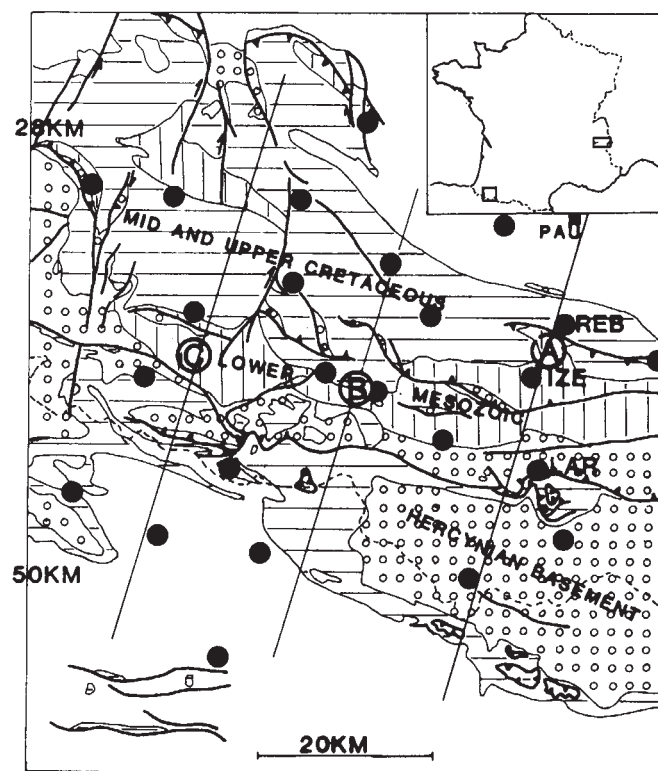 28KM
PAU
MID AND UPPER CRETACEOUS
REB
A
C
LOWER
B
MESOZOIC
IZE
LAR
HERCYNIAN BASEMENT
50KM
20KM